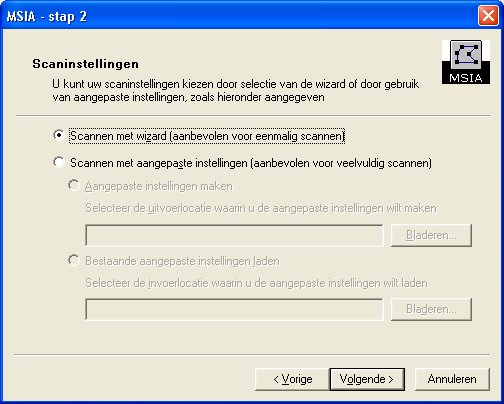 MSIA - stap 2
Scaninstellingen
U kunt uw scaninstellingen kiezen door selectie van de wizard of door gebruik
van aangepaste instellingen, zoals hieronder aangegeven
MSIA
Scannen met wizard (aanbevolen voor eenmalig scannen)
Scannen met aangepaste instellingen (aanbevolen voor veelvuldig scannen)
Aangepaste instellingen maken
Selecteer de uitvoerlocatie waarin u de aangepaste instellingen wilt maken
Bladeren...
Bestaande aangepaste instellingen laden
Selecteer de invoerlocatie waarin u de aangepaste instellingen wilt laden
Bladeren...
< Vorige Volgende > Annuleren